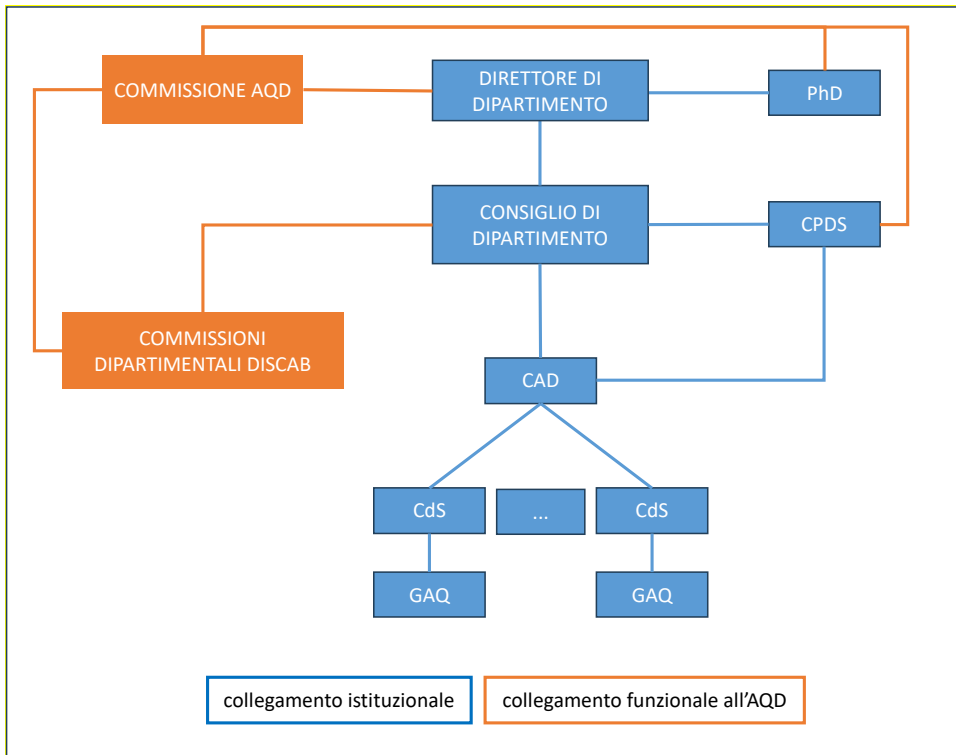 COMMISSIONE AQD
DIRETTORE DI
DIPARTIMENTO
PhD
CONSIGLIO DI
DIPARTIMENTO
CPDS
COMMISSIONI
DIPARTIMENTALI DISCAB
CAD
CdS
...
CdS
GAQ
GAQ
collegamento istituzionale
collegamento funzionale all’AQD